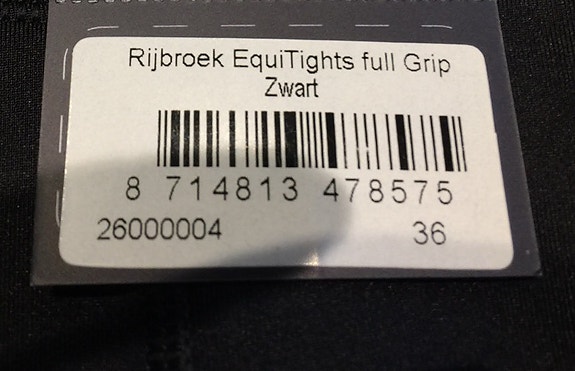 Rijbroek EquiTights full Grip
Zwart
8 714813 478575
26000004 36